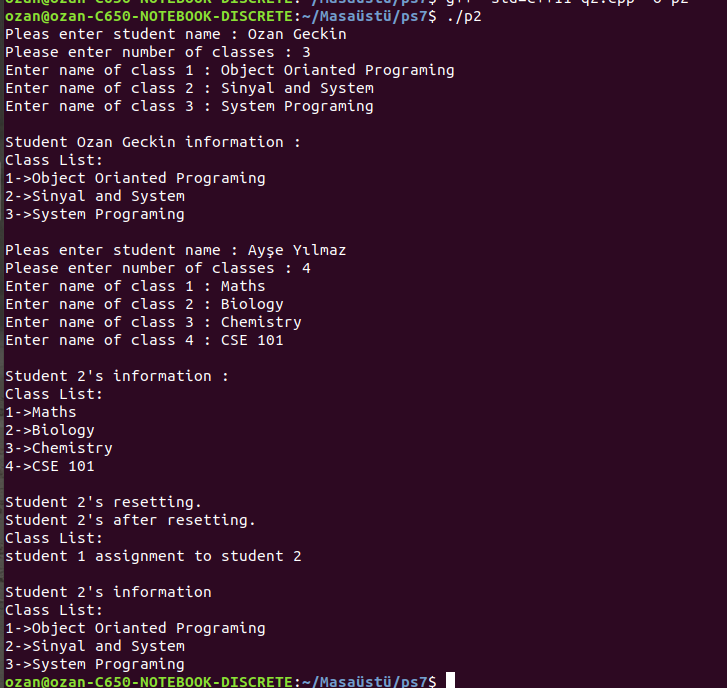 ozan@ozan-C650-NOTEBOOK-DISCRETE:~/Masaüstü/ps7$ g++ -std=c++11 q2.cpp -o p2
ozan@ozan-C650-NOTEBOOK-DISCRETE:~/Masaüstü/ps7$ ./p2
Pleas enter student name : Ozan Geckin
Please enter number of classes : 3
Enter name of class 1 : Object Orianted Programing
Enter name of class 2 : Sinyal and System
Enter name of class 3 : System Programing
Student Ozan Geckin information :
Class List:
1->Object Orianted Programing
2->Sinyal and System
3->System Programing
Pleas enter student name : Ayşe Yılmaz
Please enter number of classes : 4
Enter name of class 1 : Maths
Enter name of class 2 : Biology
Enter name of class 3 : Chemistry
Enter name of class 4 : CSE 101
Student 2's information :
Class List:
1->Maths
2->Biology
3->Chemistry
4->CSE 101
Student 2's resetting.
Student 2's after resetting.
Class List:
student 1 assignment to student 2
Student 2's information
Class List:
1->Object Orianted Programing
2->Sinyal and System
3->System Programing
ozan@ozan-C650-NOTEBOOK-DISCRETE:~/Masaüstü/ps7$